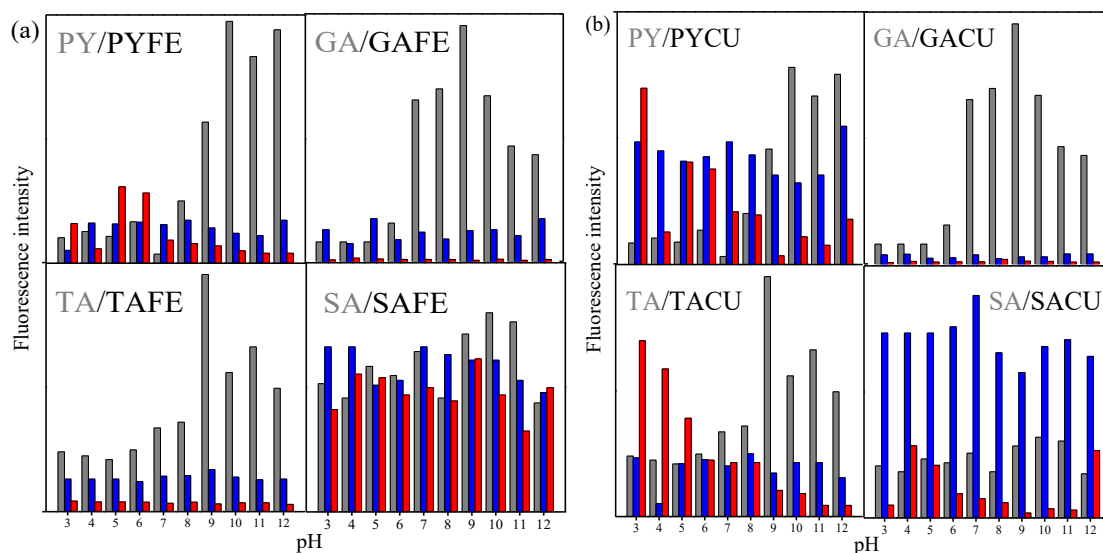 (a)
PY/PYFE
GA/GAFE
TA/TAFE
SA/SAFE
Fluorescence intensity
3 4 5 6 7 8 9 10 11 12
3 4 5 6 7 8 9 10 11 12
pH
(b)
PY/PYCU
GA/GACU
TA/TACU
SA/SACU
Fluorescence intensity
3 4 5 6 7 8 9 10 11 12
3 4 5 6 7 8 9 10 11 12
pH